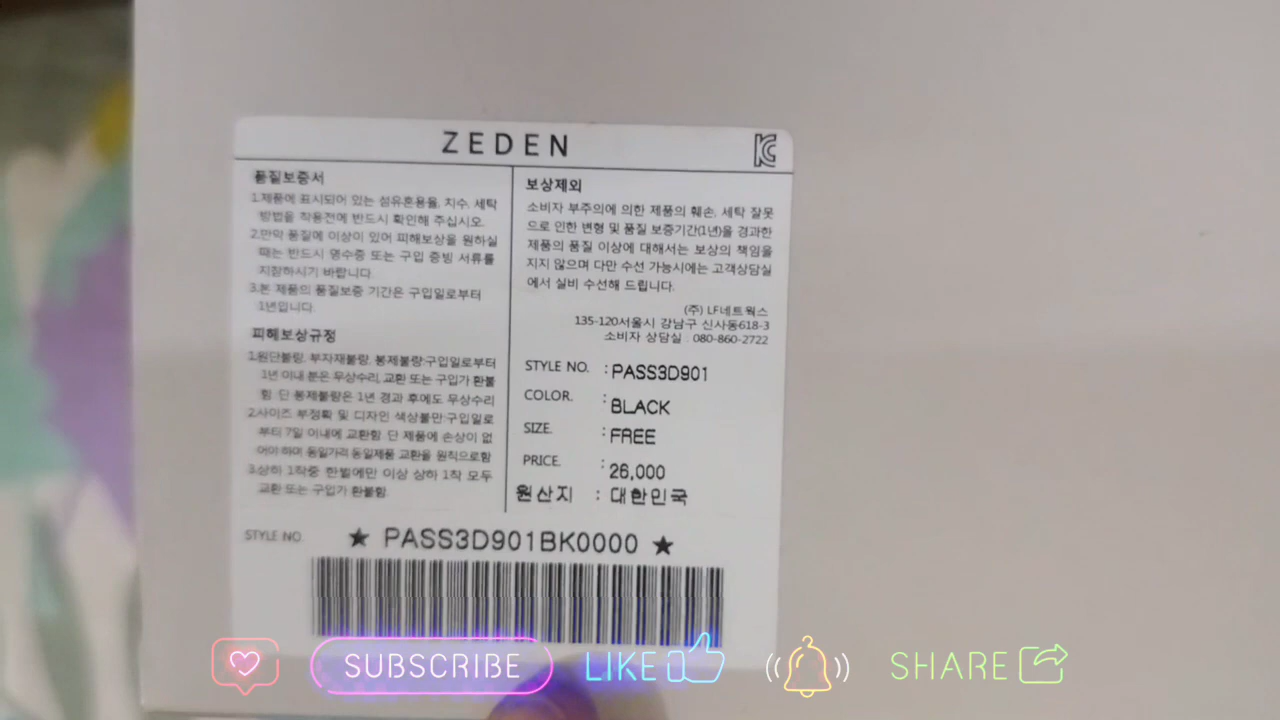 ZEDEN
품질보증서
1.제품에 표시되어 있는 섬유혼용율, 치수, 세탁
방법을 착용전에 반드시 확인해 주십시오.
2.만약 품질에 이상이 있어 피해보상을 원하실
때는 반드시 영수증 또는 구입 증빙 서류를
지참하시기 바랍니다.
3.본 제품의 품질보증 기간은 구입일로부터
1년입니다.
피해보상규정
1.원단불량, 부자재불량, 봉제불량:구입일로부터
1년 이내 분은 무상수리, 교환 또는 구입가 환불
함. 단 봉제불량은 1년 경과 후에도 무상수리
2.사이즈 부정확 및 디자인 색상불만:구입일로
부터 7일 이내에 교환함. 단 제품에 손상이 없
어야 하며 동일가격 동일제품 교환을 원칙으로함
3.상하 1착중 한벌에만 이상 상하 1착 모두
교환 또는 구입가 환불함.
보상제외
소비자 부주의에 의한 제품의 훼손, 세탁 잘못
으로 인한 변형 및 품질 보증기간(1년)을 경과한
제품의 품질 이상에 대해서는 보상의 책임을
지지 않으며 다만 수선 가능시에는 고객상담실
에서 실비 수선해 드립니다.
(주) LF네트웍스
135-120서울시 강남구 신사동618-3
소비자 상담실 : 080-860-2722
STYLE NO. : PASS3D901
COLOR. : BLACK
SIZE. : FREE
PRICE. : 26,000
원산지 : 대한민국
STYLE NO. ★ PASS3D901BK0000 ★
SUBSCRIBE LIKE SHARE